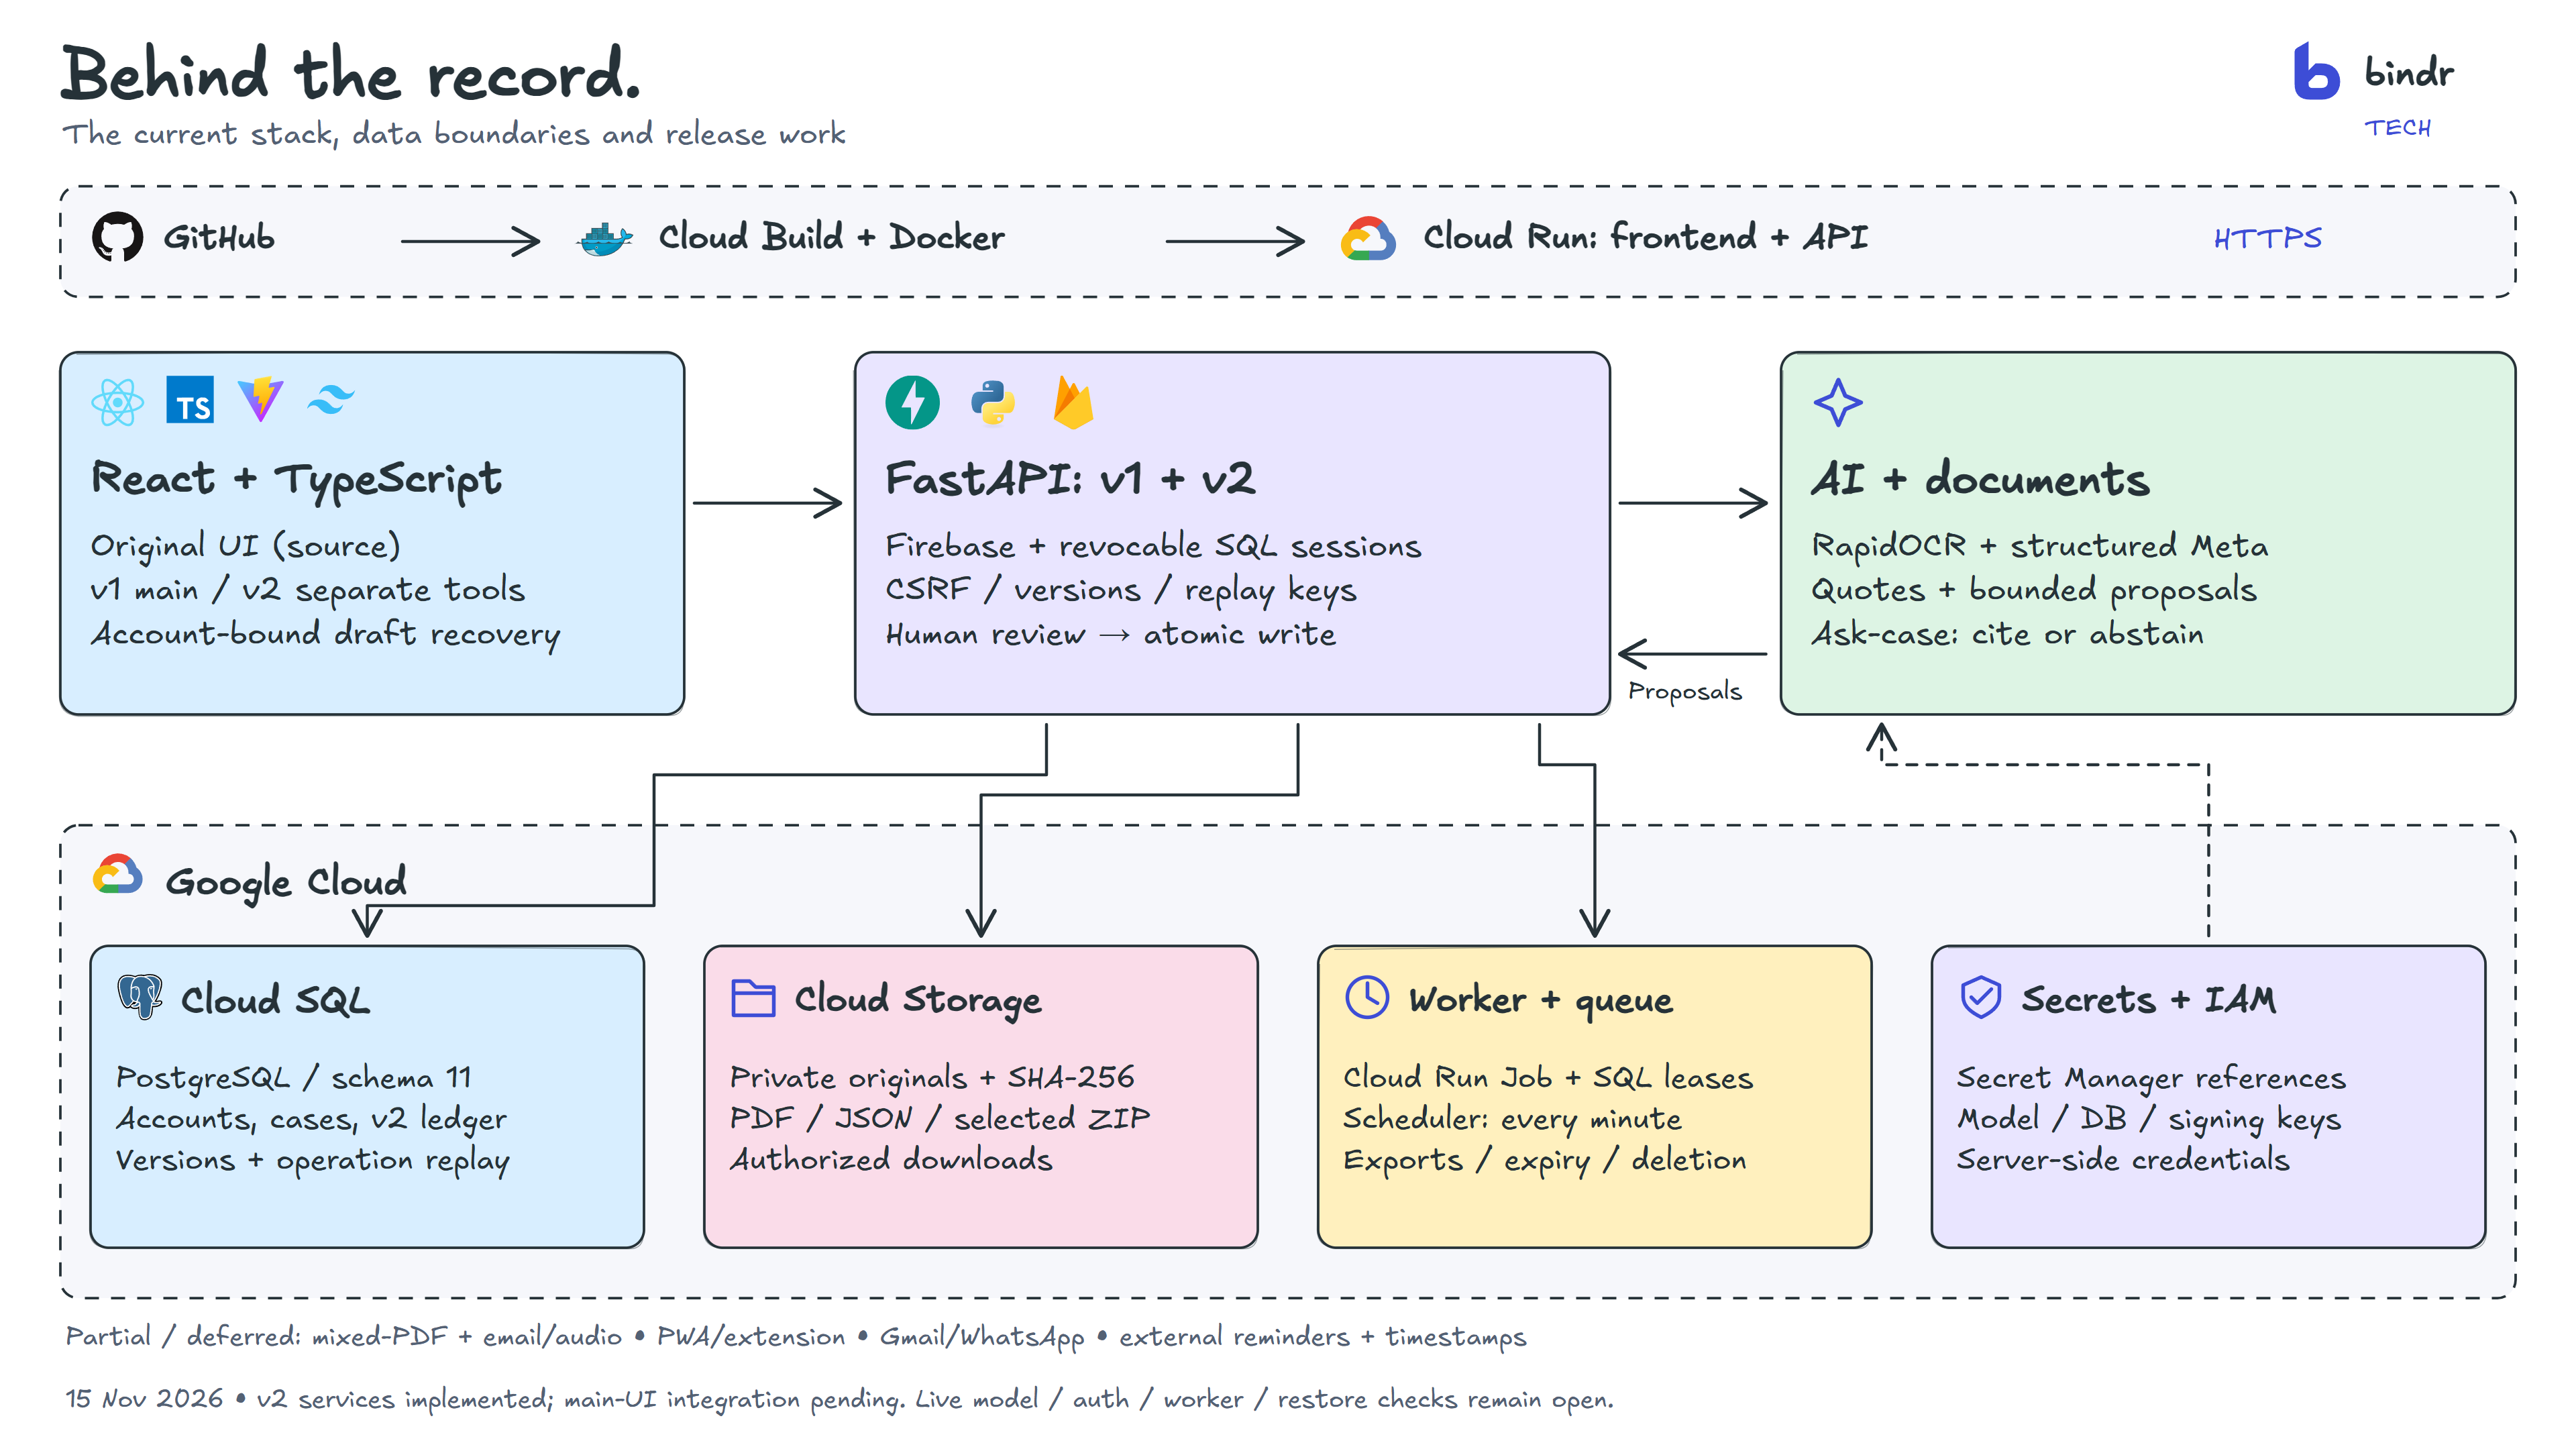 Behind the record.
The current stack, data boundaries and release work
bindr
TECH
GitHub
Cloud Build + Docker
Cloud Run: frontend + API
HTTPS
TS
React + TypeScript
Original UI (source)
v1 main / v2 separate tools
Account-bound draft recovery
FastAPI: v1 + v2
Firebase + revocable SQL sessions
CSRF / versions / replay keys
Human review → atomic write
AI + documents
RapidOCR + structured Meta
Quotes + bounded proposals
Ask-case: cite or abstain
Proposals
Google Cloud
Cloud SQL
PostgreSQL / schema 11
Accounts, cases, v2 ledger
Versions + operation replay
Cloud Storage
Private originals + SHA-256
PDF / JSON / selected ZIP
Authorized downloads
Worker + queue
Cloud Run Job + SQL leases
Scheduler: every minute
Exports / expiry / deletion
Secrets + IAM
Secret Manager references
Model / DB / signing keys
Server-side credentials
Partial / deferred: mixed-PDF + email/audio • PWA/extension • Gmail/WhatsApp • external reminders + timestamps
15 Nov 2026 • v2 services implemented; main-UI integration pending. Live model / auth / worker / restore checks remain open.